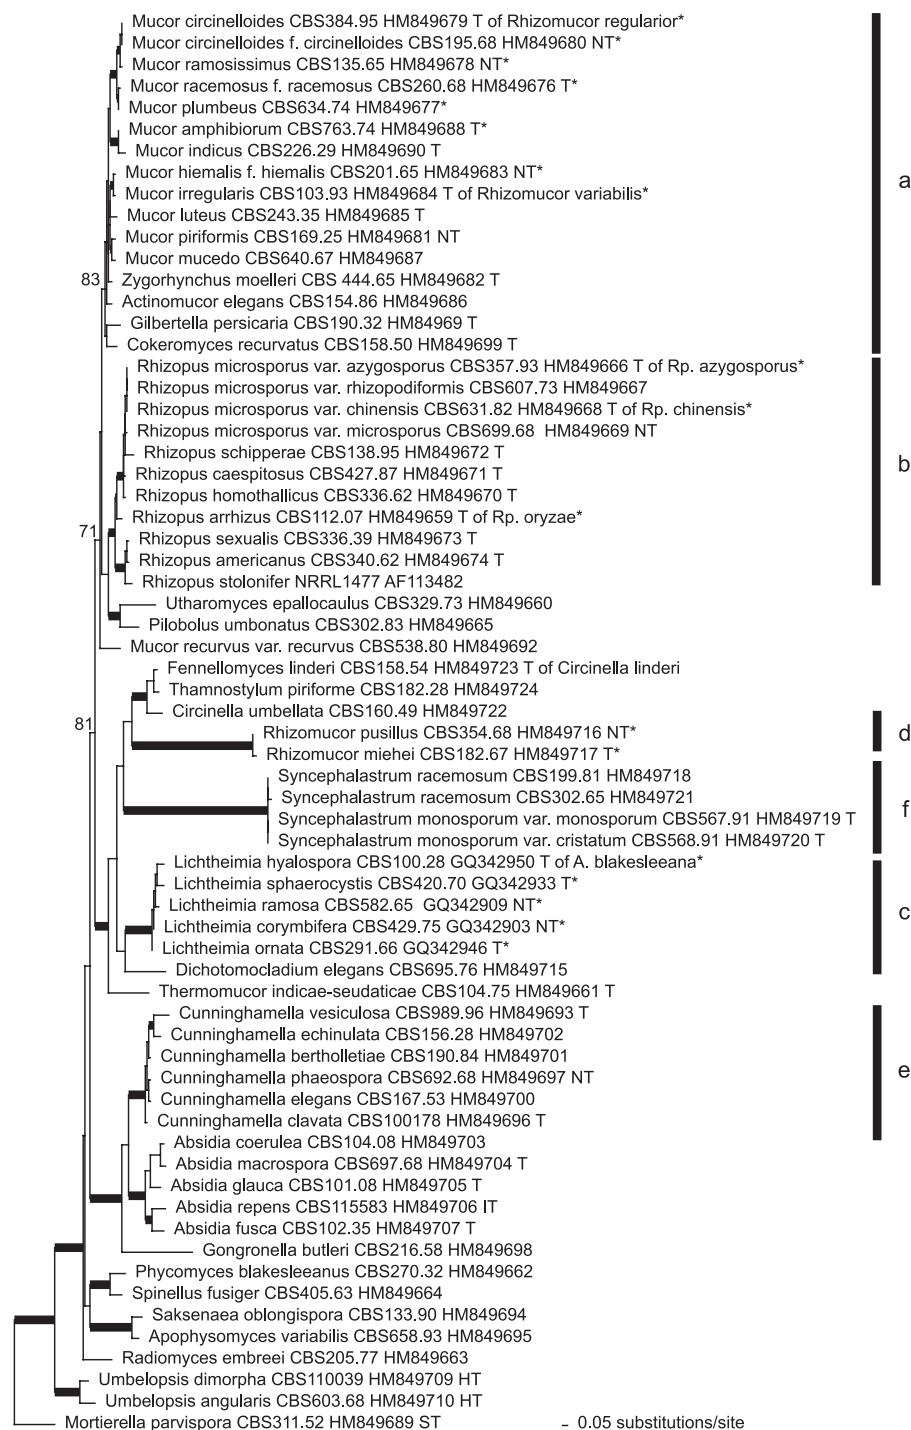 Mucor circinelloides CBS384.95 HM849679 T of Rhizomucor regularior*
Mucor circinelloides f. circinelloides CBS195.68 HM849680 NT*
Mucor ramosissimus CBS135.65 HM849678 NT*
Mucor racemosus f. racemosus CBS260.68 HM849676 T*
Mucor plumbeus CBS634.74 HM849677*
Mucor amphibiorum CBS763.74 HM849688 T*
Mucor indicus CBS226.29 HM849690 T
Mucor hiemalis f. hiemalis CBS201.65 HM849683 NT*
a
Mucor irregularis CBS103.93 HM849684 T of Rhizomucor variabilis*
Mucor luteus CBS243.35 HM849685 T
Mucor piriformis CBS169.25 HM849681 NT
Mucor mucedo CBS640.67 HM849687
83
Zygorhynchus moelleri CBS 444.65 HM849682 T
Actinomucor elegans CBS154.86 HM849686
Gilbertella persicaria CBS190.32 HM84969 T
Cokeromyces recurvatus CBS158.50 HM849699 T
Rhizopus microsporus var. azygosporus CBS357.93 HM849666 T of Rp. azygosporus*
Rhizopus microsporus var. rhizopodiformis CBS607.73 HM849667
Rhizopus microsporus var. chinensis CBS631.82 HM849668 T of Rp. chinensis*
Rhizopus microsporus var. microsporus CBS699.68 HM849669 NT
Rhizopus schipperae CBS138.95 HM849672 T
b
Rhizopus caespitosus CBS427.87 HM849671 T
Rhizopus homothallicus CBS336.62 HM849670 T
Rhizopus arrhizus CBS112.07 HM849659 T of Rp. oryzae*
71
Rhizopus sexualis CBS336.39 HM849673 T
Rhizopus americanus CBS340.62 HM849674 T
Rhizopus stolonifer NRRL1477 AF113482
Utharomyces epallocaulus CBS329.73 HM849660
Pilobolus umbonatus CBS302.83 HM849665
Mucor recurvus var. recurvus CBS538.80 HM849692
Fennellomyces linderi CBS158.54 HM849723 T of Circinella linderi
Thamnostylum piriforme CBS182.28 HM849724
Circinella umbellata CBS160.49 HM849722
81
Rhizomucor pusillus CBS354.68 HM849716 NT*
d
Rhizomucor miehei CBS182.67 HM849717 T*
Syncephalastrum racemosum CBS199.81 HM849718
Syncephalastrum racemosum CBS302.65 HM849721
f
Syncephalastrum monosporum var. monosporum CBS567.91 HM849719 T
Syncephalastrum monosporum var. cristatum CBS568.91 HM849720 T
Lichtheimia hyalospora CBS100.28 GQ342950 T of A. blakesleeana*
Lichtheimia sphaerocystis CBS420.70 GQ342933 T*
Lichtheimia ramosa CBS582.65 GQ342909 NT*
c
Lichtheimia corymbifera CBS429.75 GQ342903 NT*
Lichtheimia ornata CBS291.66 GQ342946 T*
Dichotomocladium elegans CBS695.76 HM849715
Thermomucor indicae-seudaticae CBS104.75 HM849661 T
Cunninghamella vesiculosa CBS989.96 HM849693 T
Cunninghamella echinulata CBS156.28 HM849702
Cunninghamella bertholletiae CBS190.84 HM849701
e
Cunninghamella phaeospora CBS692.68 HM849697 NT
Cunninghamella elegans CBS167.53 HM849700
Cunninghamella clavata CBS100178 HM849696 T
Absidia coerulea CBS104.08 HM849703
Absidia macrospora CBS697.68 HM849704 T
Absidia glauca CBS101.08 HM849705 T
Absidia repens CBS115583 HM849706 IT
Absidia fusca CBS102.35 HM849707 T
Gongronella butleri CBS216.58 HM849698
Phycomyces blakesleeanus CBS270.32 HM849662
Spinellus fusiger CBS405.63 HM849664
Saksenaea oblongispora CBS133.90 HM849694
Apophysomyces variabilis CBS658.93 HM849695
Radiomyces embreei CBS205.77 HM849663
Umbelopsis dimorpha CBS110039 HM849709 HT
Umbelopsis angularis CBS603.68 HM849710 HT
Mortierella parvispora CBS311.52 HM849689 ST
0.05 substitutions/site